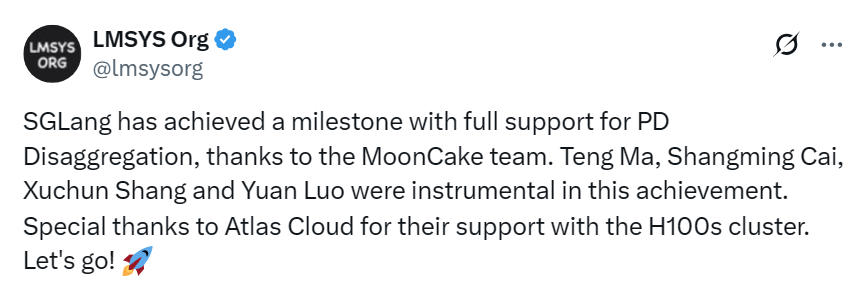 LMSYS
ORG
LMSYS Org
@lmsysorg
SGLang has achieved a milestone with full support for PD
Disaggregation, thanks to the MoonCake team. Teng Ma, Shangming Cai,
Xuchun Shang and Yuan Luo were instrumental in this achievement.
Special thanks to Atlas Cloud for their support with the H100s cluster.
Let's go! 🚀